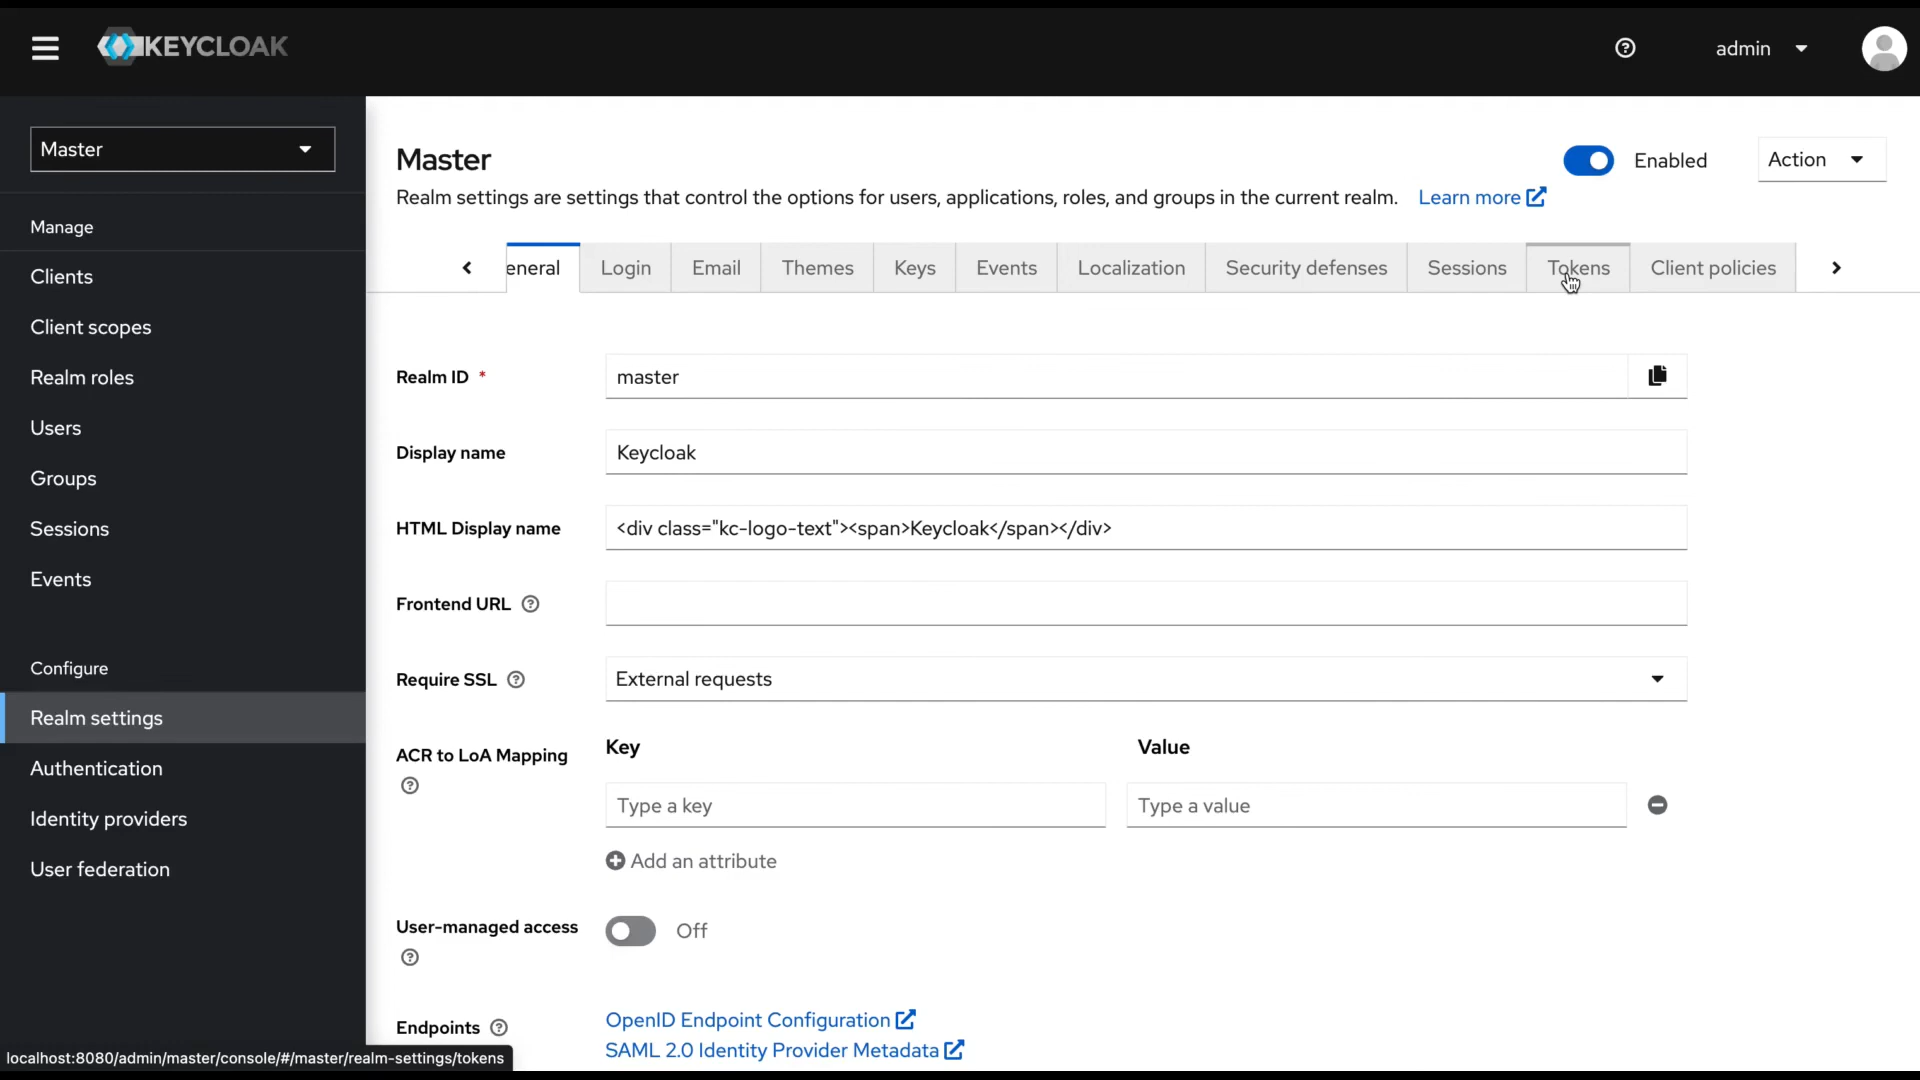 KEYCLOAK
admin
Master
Manage
Clients
Client scopes
Realm roles
Users
Groups
Sessions
Events
Configure
Realm settings
Authentication
Identity providers
User federation
Master
Enabled
Action
Realm settings are settings that control the options for users, applications, roles, and groups in the current realm. Learn more
eneral Login Email Themes Keys Events Localization Security defenses Sessions Tokens Client policies
Realm ID * master
Display name Keycloak
HTML Display name <div class="kc-logo-text"><span>Keycloak</span></div>
Frontend URL
Require SSL External requests
ACR to LoA Mapping Key Value
Type a key Type a value
Add an attribute
User-managed access Off
Endpoints OpenID Endpoint Configuration
SAML 2.0 Identity Provider Metadata
localhost:8080/admin/master/console/#/master/realm-settings/tokens